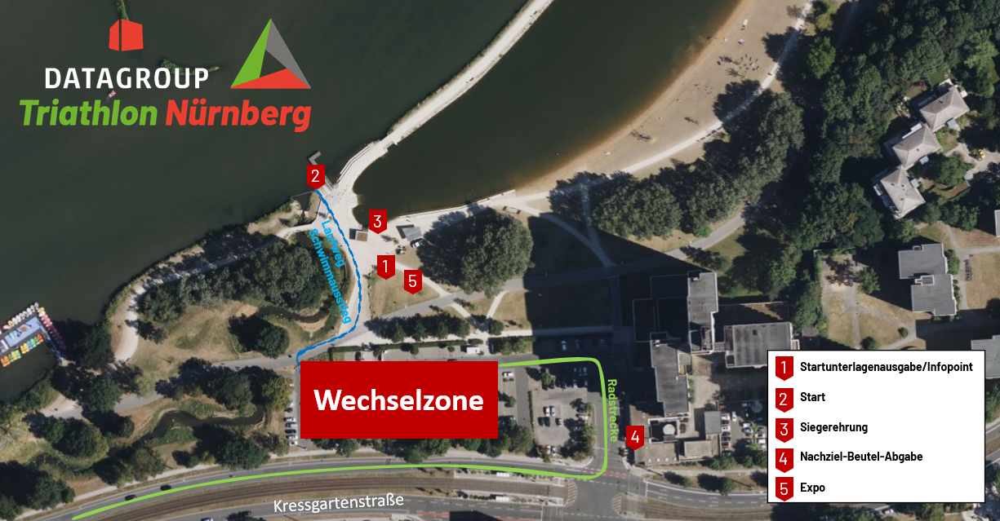 DATAGROUP
Triathlon Nürnberg
2
3
1
5
Laufweg
Schwimmausstieg
Wechselzone
Radstrecke
4
Kressgartenstraße
1 Startunterlagenausgabe/Infopoint
2 Start
3 Siegerehrung
4 Nachziel-Beutel-Abgabe
5 Expo